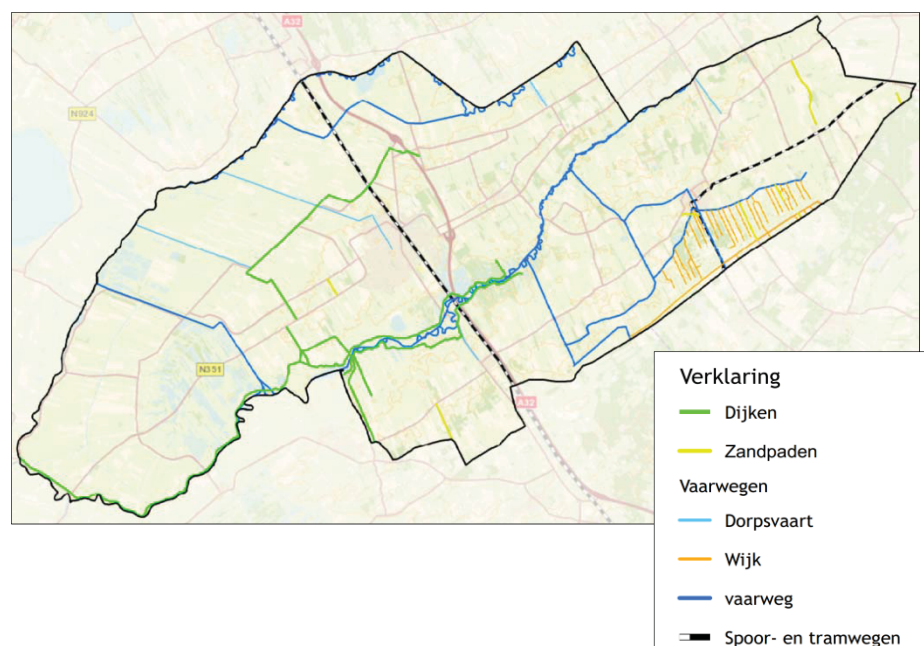 A32
N924
N351
A32
Verklaring
Dijken
Zandpaden
Vaarwegen
Dorpsvaart
Wijk
vaarweg
Spoor- en tramwegen